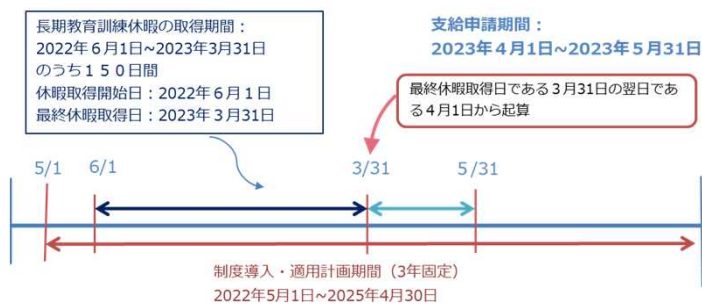 長期教育訓練休暇の取得期間：
2022年6月1日~2023年3月31日
のうち１５０日間
休暇取得開始日：2022年６月１日
最終休暇取得日：2023年３月31日
支給申請期間：
2023年４月1日~2023年５月31日
最終休暇取得日である３月31日の翌日であ
る４月1日から起算
5/1
6/1
3/31
５/31
制度導入・適用計画期間（3年固定）
2022年5月1日~2025年4月30日